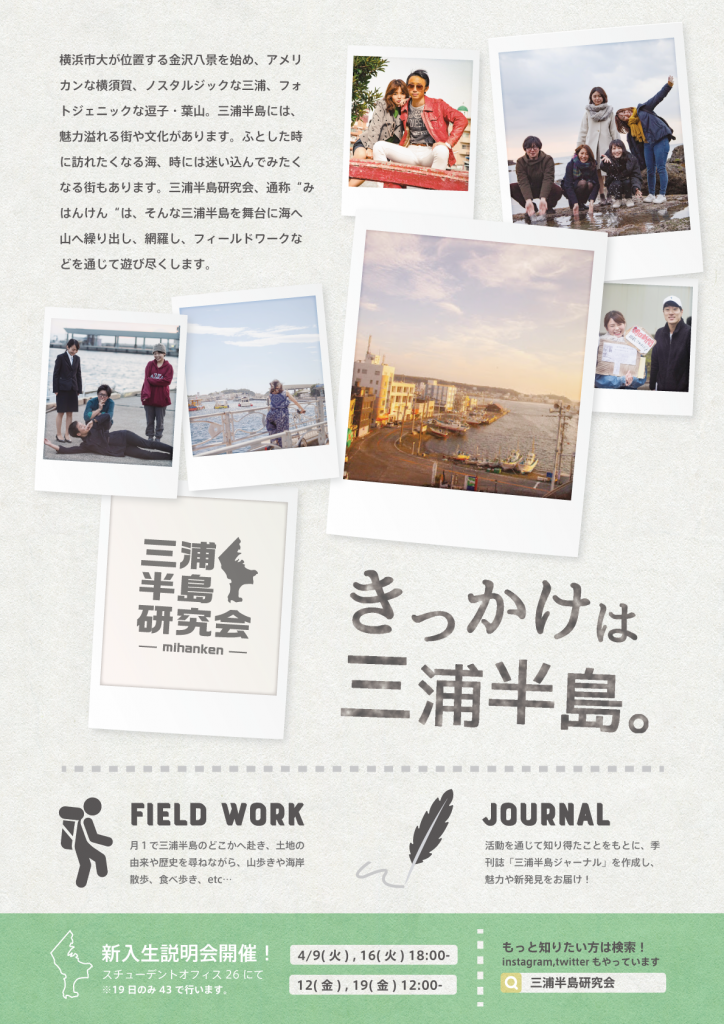 横浜市大が位置する金沢八景を始め、アメリ
カンな横須賀、ノスタルジックな三浦、フォ
トジェニックな逗子・葉山。三浦半島には、
魅力溢れる街や文化があります。ふとした時
に訪れたくなる海、時には迷い込んでみたく
なる街もあります。三浦半島研究会、通称“み
はんけん“は、そんな三浦半島を舞台に海へ
山へ繰り出し、網羅し、フィールドワークな
どを通じて遊び尽くします。
三浦
半島
研究会
mihanken
きっかけは
三浦半島。
FIELD WORK
月1で三浦半島のどこかへ赴き、土地の
由来や歴史を尋ねながら、山歩きや海岸
散歩、食べ歩き、etc…
JOURNAL
活動を通じて知り得たことをもとに、季
刊誌「三浦半島ジャーナル」を作成し、
魅力や新発見をお届け！
新入生説明会開催！
スチューデントオフィス26にて
※19日のみ43で行います。
4/9(火),16(火)18:00-
12(金),19(金)12:00-
もっと知りたい方は検索！
instagram,twitterもやっています
三浦半島研究会